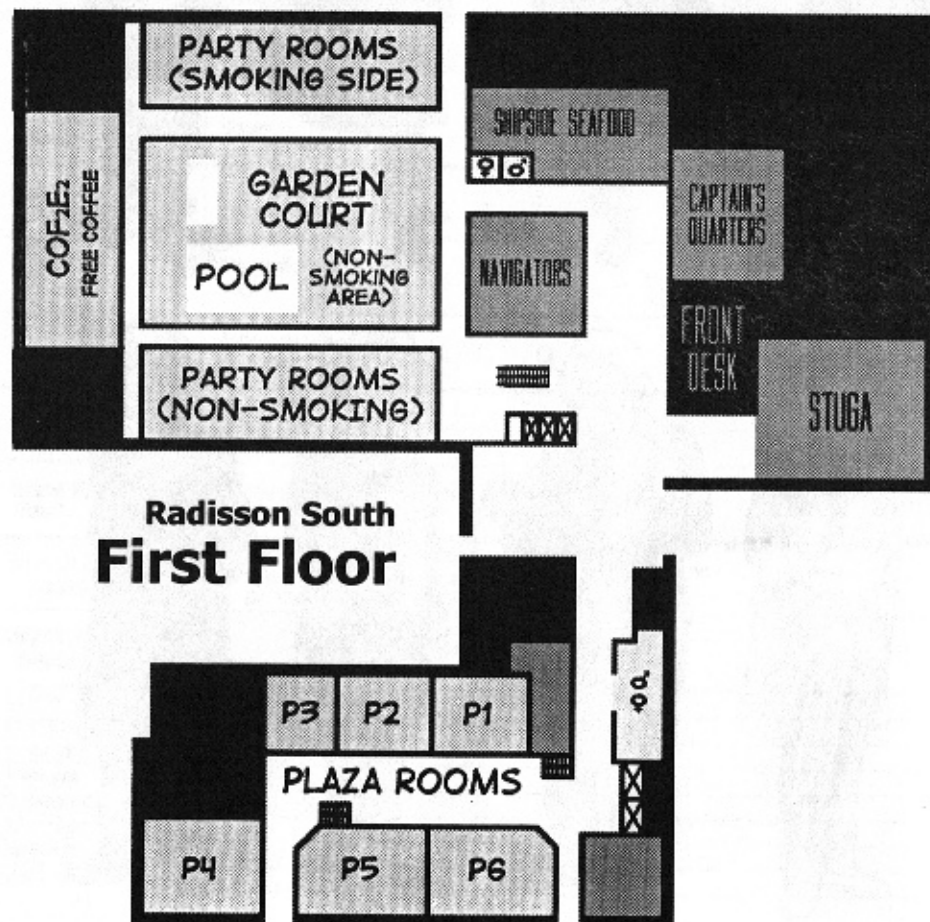 PARTY ROOMS
(SMOKING SIDE)
SHIPSIDE SEAFOOD
♀ ♂
COF₂E₂
FREE COFFEE
GARDEN
COURT
POOL
(NON-
SMOKING
AREA)
NAVIGATORS
CAPTAIN'S
QUARTERS
FRONT
DESK
STUGA
PARTY ROOMS
(NON-SMOKING)
Radisson South
First Floor
♀♂
P3
P2
P1
PLAZA ROOMS
P4
P5
P6